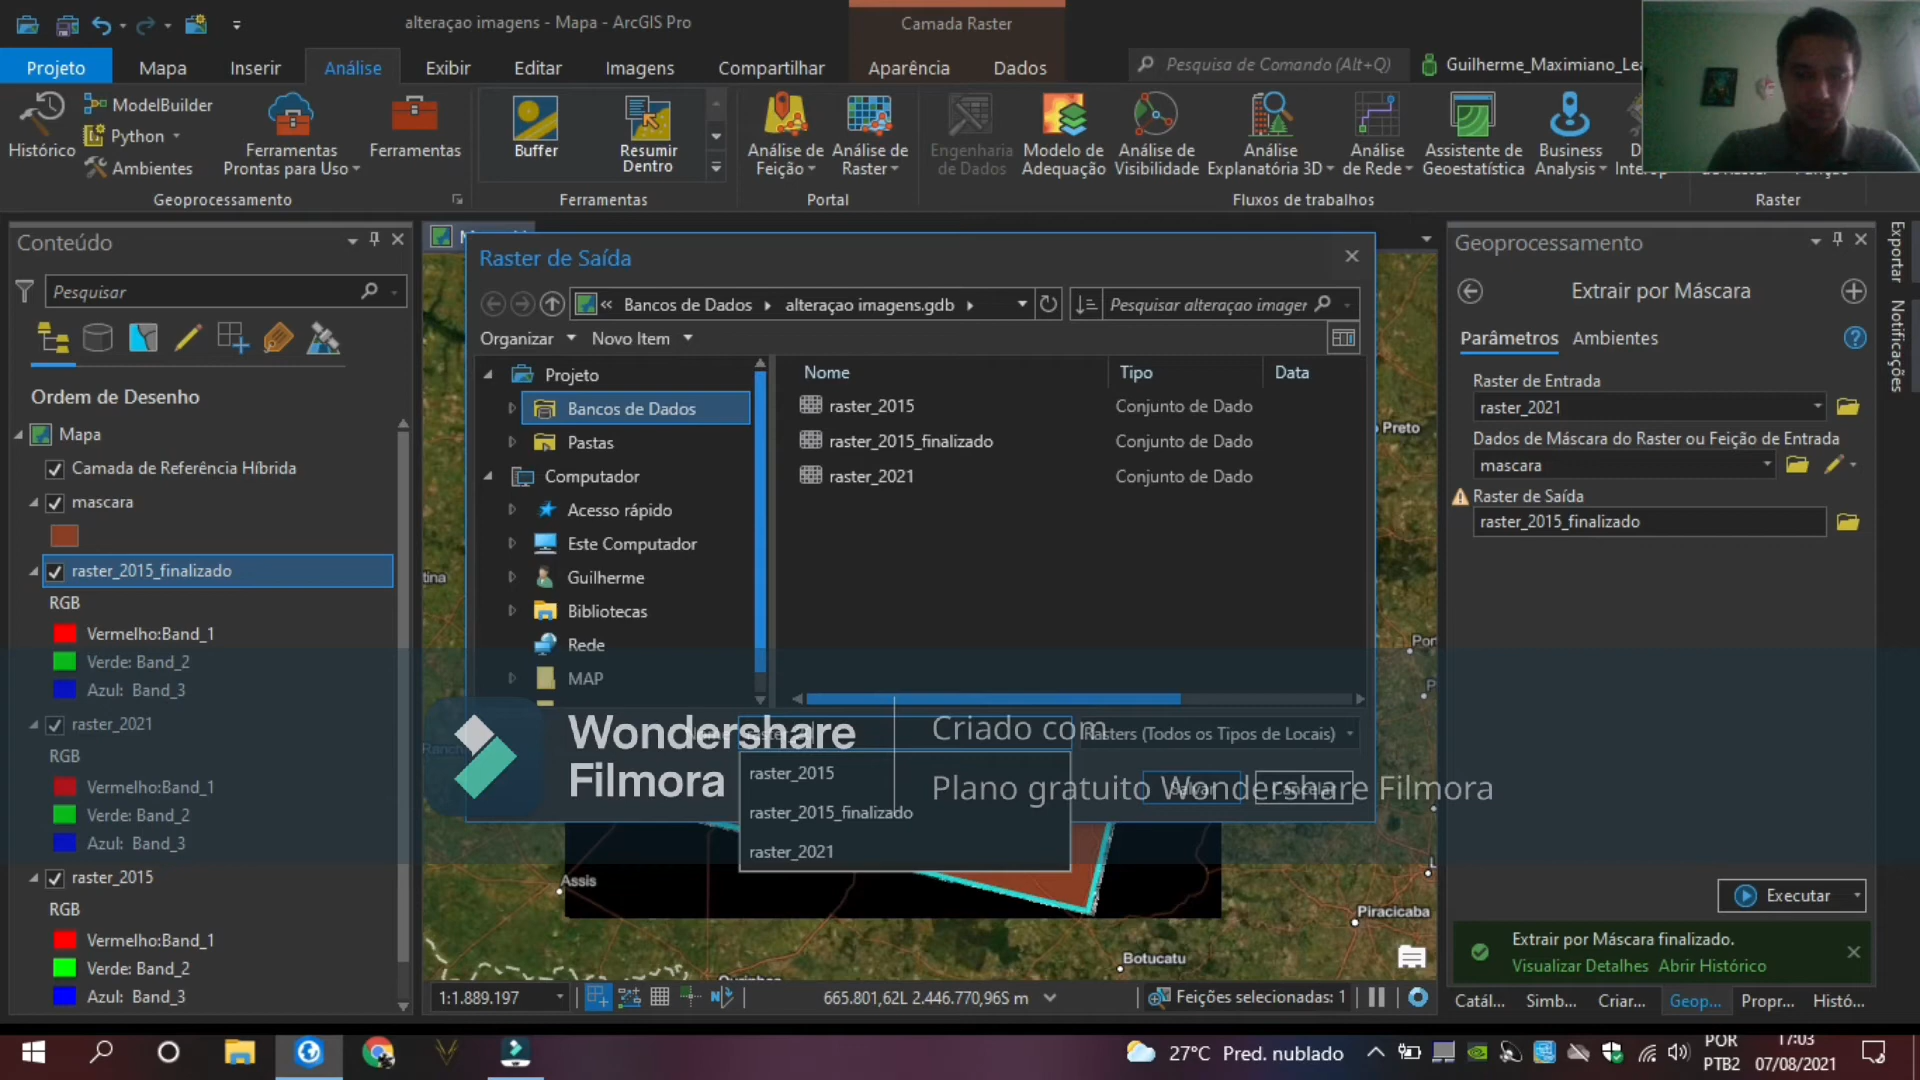 alteraçao imagens - Mapa - ArcGIS Pro
Camada Raster
Projeto
Mapa
Inserir
Análise
Exibir
Editar
Imagens
Compartilhar
Aparência
Dados
Pesquisa de Comando (Alt+Q)
Guilherme_Maximiano_Lea
Histórico
ModelBuilder
Python
Ambientes
Ferramentas
Prontas para Uso
Ferramentas
Buffer
Resumir
Dentro
Análise de
Feição
Análise de
Raster
Engenharia
de Dados
Modelo de
Adequação
Análise de
Visibilidade
Análise
Explanatória 3D
Análise
de Rede
Assistente de
Geoestatística
Business
Analysis
Geoprocessamento
Ferramentas
Portal
Fluxos de trabalhos
Raster
Conteúdo
Pesquisar
Ordem de Desenho
Mapa
Camada de Referência Híbrida
mascara
raster_2015_finalizado
RGB
Vermelho:Band_1
Verde: Band_2
Azul: Band_3
raster_2021
RGB
Vermelho:Band_1
Verde: Band_2
Azul: Band_3
raster_2015
RGB
Vermelho:Band_1
Verde: Band_2
Azul: Band_3
Raster de Saída
Bancos de Dados
alteraçao imagens.gdb
Pesquisar alteraçao imager
Organizar
Novo Item
Projeto
Bancos de Dados
Pastas
Computador
Acesso rápido
Este Computador
Guilherme
Bibliotecas
Rede
MAP
Nome
Tipo
Data
raster_2015
Conjunto de Dado
raster_2015_finalizado
Conjunto de Dado
raster_2021
Conjunto de Dado
Rasters (Todos os Tipos de Locais)
Salvar
Cancelar
raster_2015
raster_2015_finalizado
raster_2021
Wondershare
Filmora
Criado com
Plano gratuito Wondershare Filmora
Preto
tina
Assis
Botucatu
Piracicaba
1:1.889.197
665.801,62L 2.446.770,96S m
Feições selecionadas: 1
Geoprocessamento
Extrair por Máscara
Parâmetros
Ambientes
Raster de Entrada
raster_2021
Dados de Máscara do Raster ou Feição de Entrada
mascara
Raster de Saída
raster_2015_finalizado
Executar
Extrair por Máscara finalizado.
Visualizar Detalhes
Abrir Histórico
Catál...
Simb...
Criar...
Geop...
Propr...
Histó...
Exportar
Notificações
27°C Pred. nublado
POR
PTB2
17:03
07/08/2021